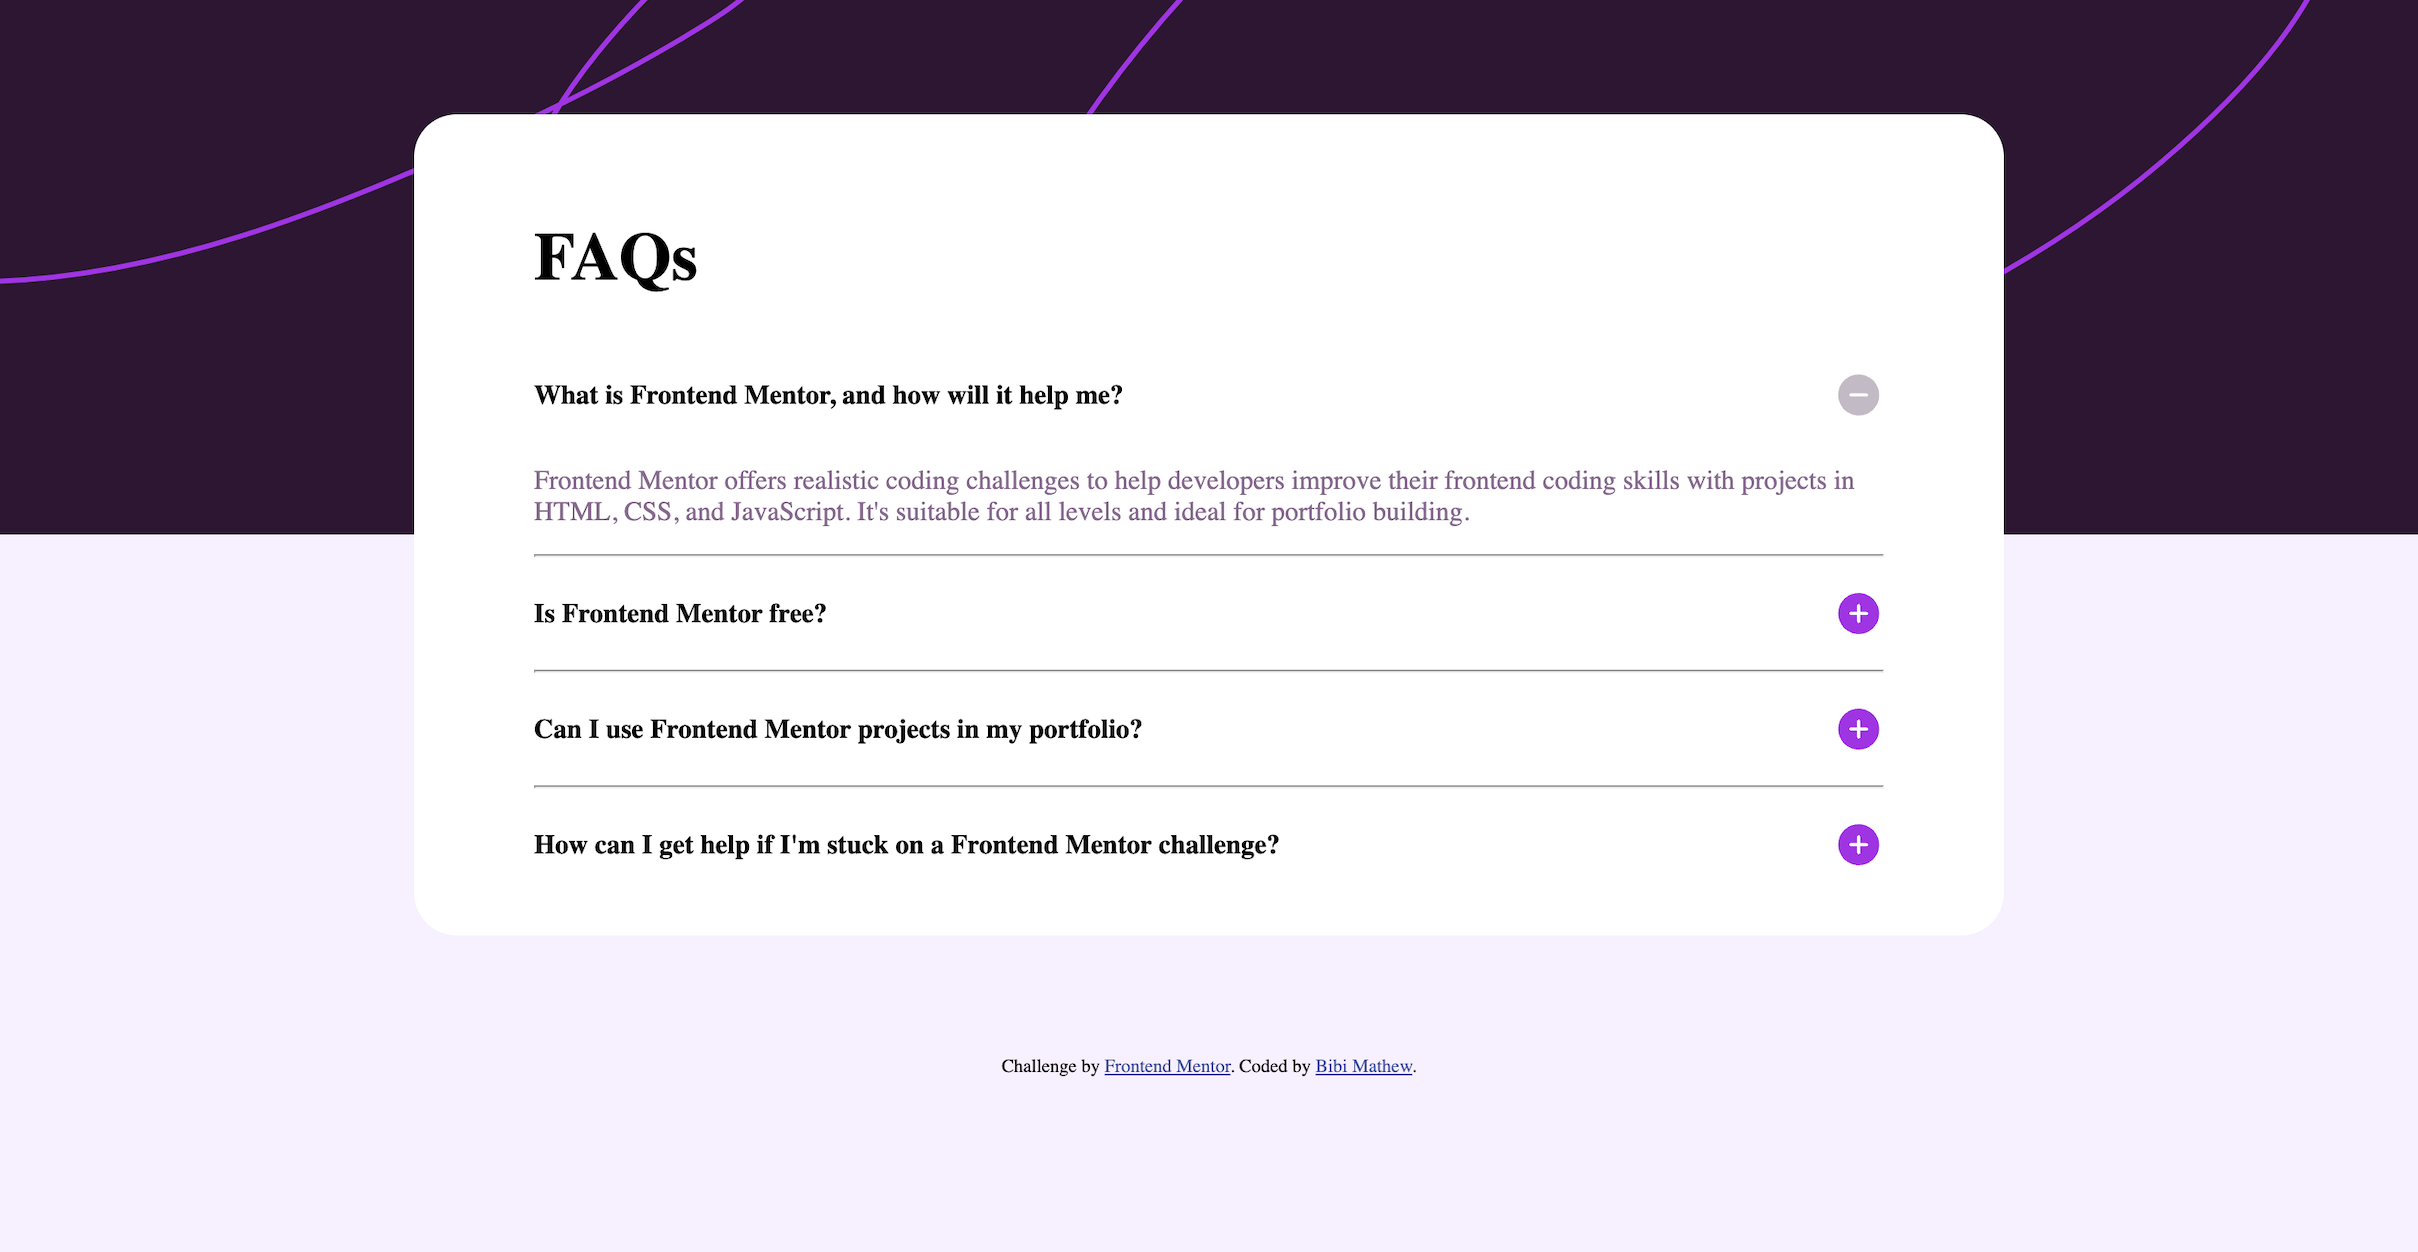 FAQs
What is Frontend Mentor, and how will it help me?
Frontend Mentor offers realistic coding challenges to help developers improve their frontend coding skills with projects in
HTML, CSS, and JavaScript. It's suitable for all levels and ideal for portfolio building.
Is Frontend Mentor free?
Can I use Frontend Mentor projects in my portfolio?
How can I get help if I'm stuck on a Frontend Mentor challenge?
Challenge by Frontend Mentor. Coded by Bibi Mathew.